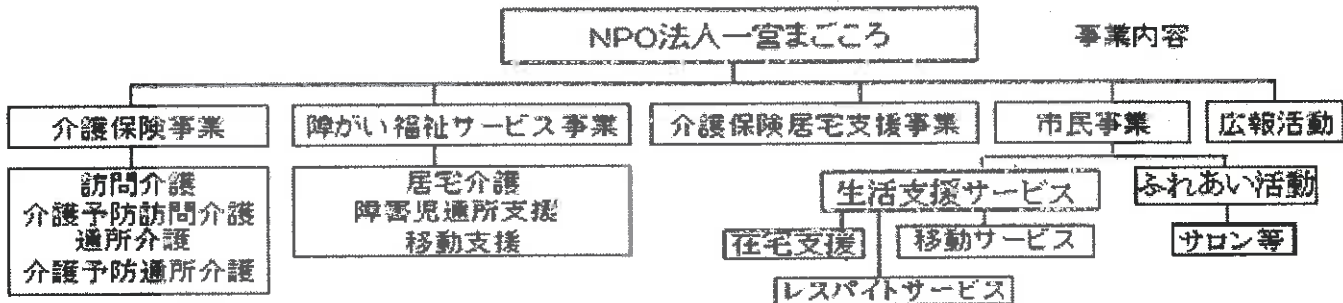 NPO法人一宮まごころ
事業内容
介護保険事業
障がい福祉サービス事業
介護保険居宅支援事業
市民事業
広報活動
訪問介護
介護予防訪問介護
通所介護
介護予防通所介護
居宅介護
障害児通所支援
移動支援
生活支援サービス
ふれあい活動
在宅支援
移動サービス
サロン等
レスパイトサービス